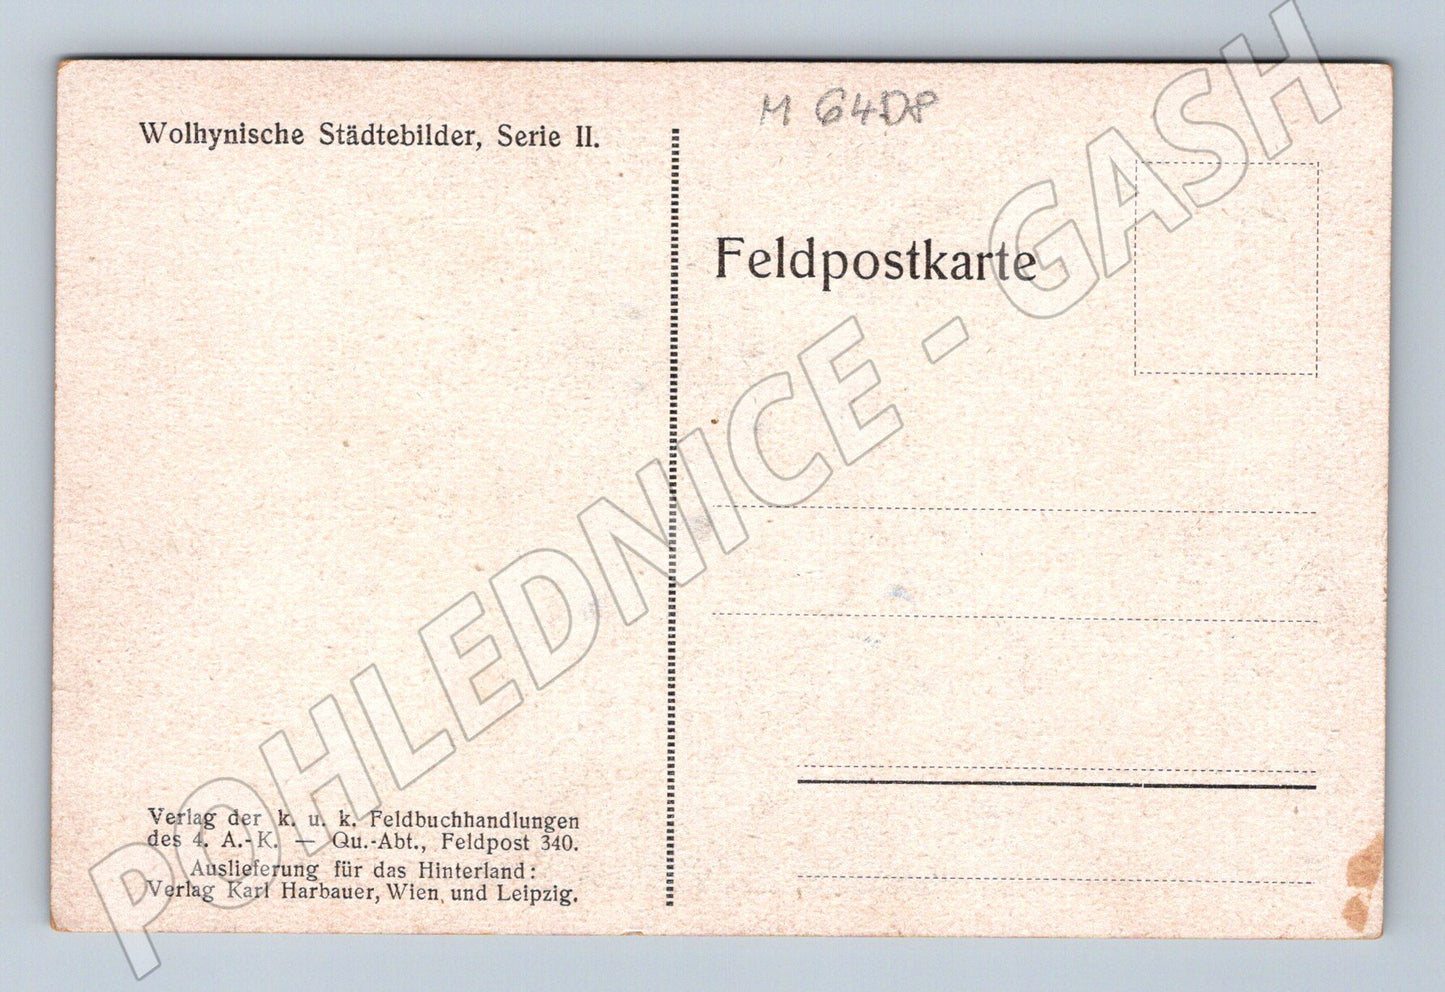 Wolhynische Städtebilder, Serie II.
M 64D8
Feldpostkarte
Verlag der k. u. k. Feldbuchhandlungen
des 4. A.-K. — Qu.-Abt., Feldpost 340.
Auslieferung für das Hinterland:
Verlag Karl Harbauer, Wien und Leipzig.
POHLEDNICE - GASH